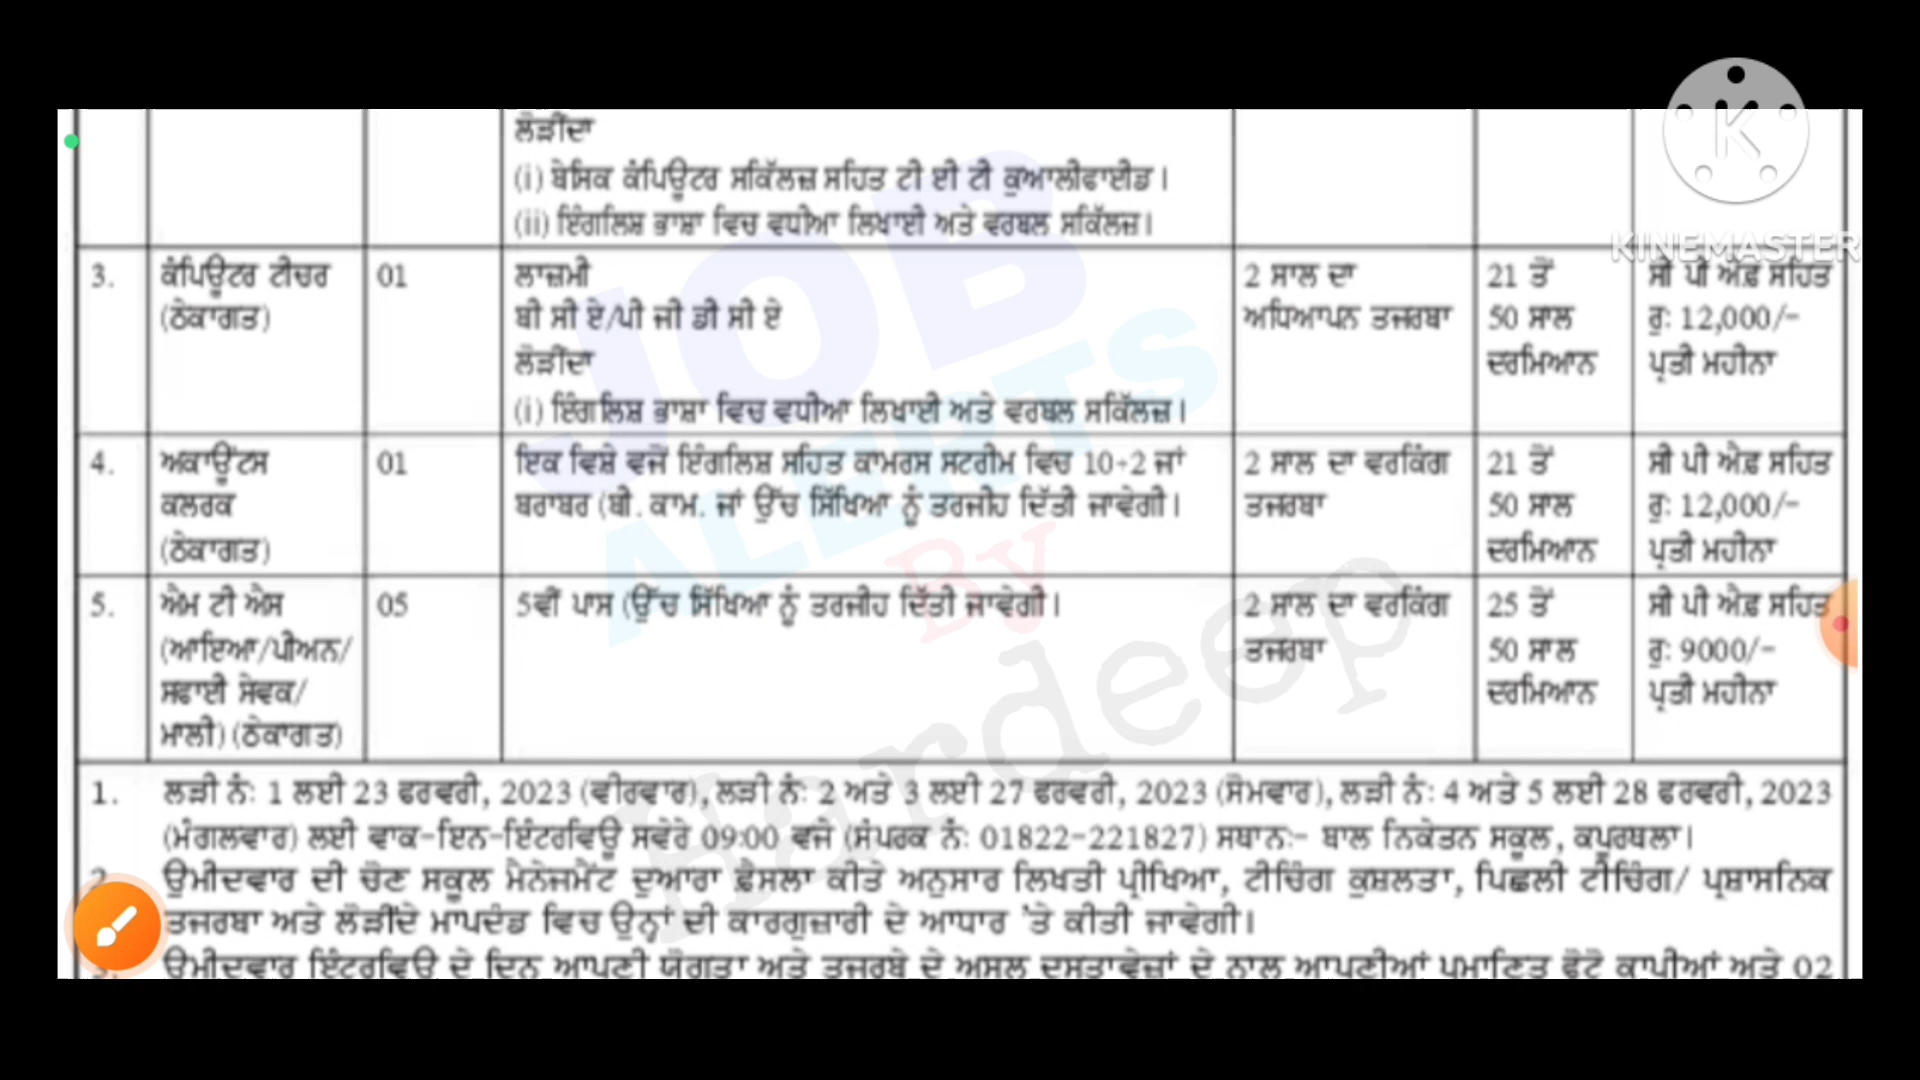 ਲੋੜੀਂਦਾ
(i) ਬੇਸਿਕ ਕੰਪਿਊਟਰ ਸਕਿੱਲਜ਼ ਸਹਿਤ ਟੀ ਈ ਟੀ ਕੁਆਲੀਫਾਈਡ।
(ii) ਇੰਗਲਿਸ਼ ਭਾਸ਼ਾ ਵਿਚ ਵਧੀਆ ਲਿਖਾਈ ਅਤੇ ਵਰਬਲ ਸਕਿੱਲਜ਼।
3. ਕੰਪਿਊਟਰ ਟੀਚਰ 01 ਲਾਜ਼ਮੀ 2 ਸਾਲ ਦਾ 21 ਤੋਂ ਸੀ ਪੀ ਐਫ਼ ਸਹਿਤ
(ਠੇਕਾਗਤ) ਬੀ ਸੀ ਏ/ਪੀ ਜੀ ਡੀ ਸੀ ਏ ਅਧਿਆਪਨ ਤਜਰਬਾ 50 ਸਾਲ ਰੁ: 12,000/-
ਲੋੜੀਂਦਾ ਦਰਮਿਆਨ ਪ੍ਰਤੀ ਮਹੀਨਾ
(i) ਇੰਗਲਿਸ਼ ਭਾਸ਼ਾ ਵਿਚ ਵਧੀਆ ਲਿਖਾਈ ਅਤੇ ਵਰਬਲ ਸਕਿੱਲਜ਼।
4. ਅਕਾਊਂਟਸ 01 ਇਕ ਵਿਸ਼ੇ ਵਜੋਂ ਇੰਗਲਿਸ਼ ਸਹਿਤ ਕਾਮਰਸ ਸਟਰੀਮ ਵਿਚ 10+2 ਜਾਂ 2 ਸਾਲ ਦਾ ਵਰਕਿੰਗ 21 ਤੋਂ ਸੀ ਪੀ ਐਫ਼ ਸਹਿਤ
ਕਲਰਕ ਬਰਾਬਰ (ਬੀ. ਕਾਮ. ਜਾਂ ਉੱਚ ਸਿੱਖਿਆ ਨੂੰ ਤਰਜੀਹ ਦਿੱਤੀ ਜਾਵੇਗੀ। ਤਜਰਬਾ 50 ਸਾਲ ਰੁ: 12,000/-
(ਠੇਕਾਗਤ) ਦਰਮਿਆਨ ਪ੍ਰਤੀ ਮਹੀਨਾ
5. ਐਮ ਟੀ ਐਸ 05 5ਵੀਂ ਪਾਸ (ਉੱਚ ਸਿੱਖਿਆ ਨੂੰ ਤਰਜੀਹ ਦਿੱਤੀ ਜਾਵੇਗੀ। 2 ਸਾਲ ਦਾ ਵਰਕਿੰਗ 25 ਤੋਂ ਸੀ ਪੀ ਐਫ਼ ਸਹਿਤ
(ਆਇਆ/ਪੀਅਨ/ ਤਜਰਬਾ 50 ਸਾਲ ਰੁ: 9000/-
ਸਫਾਈ ਸੇਵਕ/ ਦਰਮਿਆਨ ਪ੍ਰਤੀ ਮਹੀਨਾ
ਮਾਲੀ) (ਠੇਕਾਗਤ)
1. ਲੜੀ ਨੰ: 1 ਲਈ 23 ਫਰਵਰੀ, 2023 (ਵੀਰਵਾਰ), ਲੜੀ ਨੰ: 2 ਅਤੇ 3 ਲਈ 27 ਫਰਵਰੀ, 2023 (ਸੋਮਵਾਰ), ਲੜੀ ਨੰ: 4 ਅਤੇ 5 ਲਈ 28 ਫਰਵਰੀ, 2023
(ਮੰਗਲਵਾਰ) ਲਈ ਵਾਕ-ਇਨ-ਇੰਟਰਵਿਊ ਸਵੇਰੇ 09:00 ਵਜੇ (ਸੰਪਰਕ ਨੰ: 01822-221827) ਸਥਾਨ:- ਬਾਲ ਨਿਕੇਤਨ ਸਕੂਲ, ਕਪੂਰਥਲਾ।
2. ਉਮੀਦਵਾਰ ਦੀ ਚੋਣ ਸਕੂਲ ਮੈਨੇਜਮੈਂਟ ਦੁਆਰਾ ਫ਼ੈਸਲਾ ਕੀਤੇ ਅਨੁਸਾਰ ਲਿਖਤੀ ਪ੍ਰੀਖਿਆ, ਟੀਚਿੰਗ ਕੁਸ਼ਲਤਾ, ਪਿਛਲੀ ਟੀਚਿੰਗ/ ਪ੍ਰਸ਼ਾਸਨਿਕ
ਤਜਰਬਾ ਅਤੇ ਲੋੜੀਂਦੇ ਮਾਪਦੰਡ ਵਿਚ ਉਨ੍ਹਾਂ ਦੀ ਕਾਰਗੁਜ਼ਾਰੀ ਦੇ ਆਧਾਰ 'ਤੇ ਕੀਤੀ ਜਾਵੇਗੀ।
3. ਉਮੀਦਵਾਰ ਇੰਟਰਵਿਊ ਦੇ ਦਿਨ ਆਪਣੀ ਯੋਗਤਾ ਅਤੇ ਤਜਰਬੇ ਦੇ ਅਸਲ ਦਸਤਾਵੇਜ਼ਾਂ ਦੇ ਨਾਲ ਆਪਣੀਆਂ ਪ੍ਰਮਾਣਿਤ ਫੋਟੋ ਕਾਪੀਆਂ ਅਤੇ 02
JOB
ALERTS
By
Hardeep
KINEMASTER